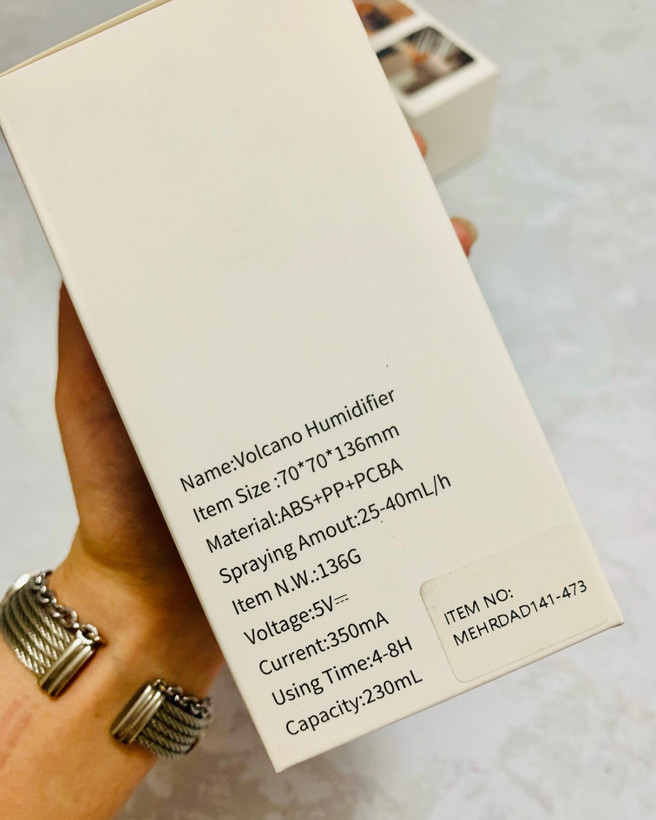 Name:Volcano Humidifier
Item Size :70*70*136mm
Material:ABS+PP+PCBA
Spraying Amout:25-40mL/h
Item N.W.:136G
Voltage:5V⎓
Current:350mA
Using Time:4-8H
Capacity:230mL
ITEM NO:
MEHRDAD141-473